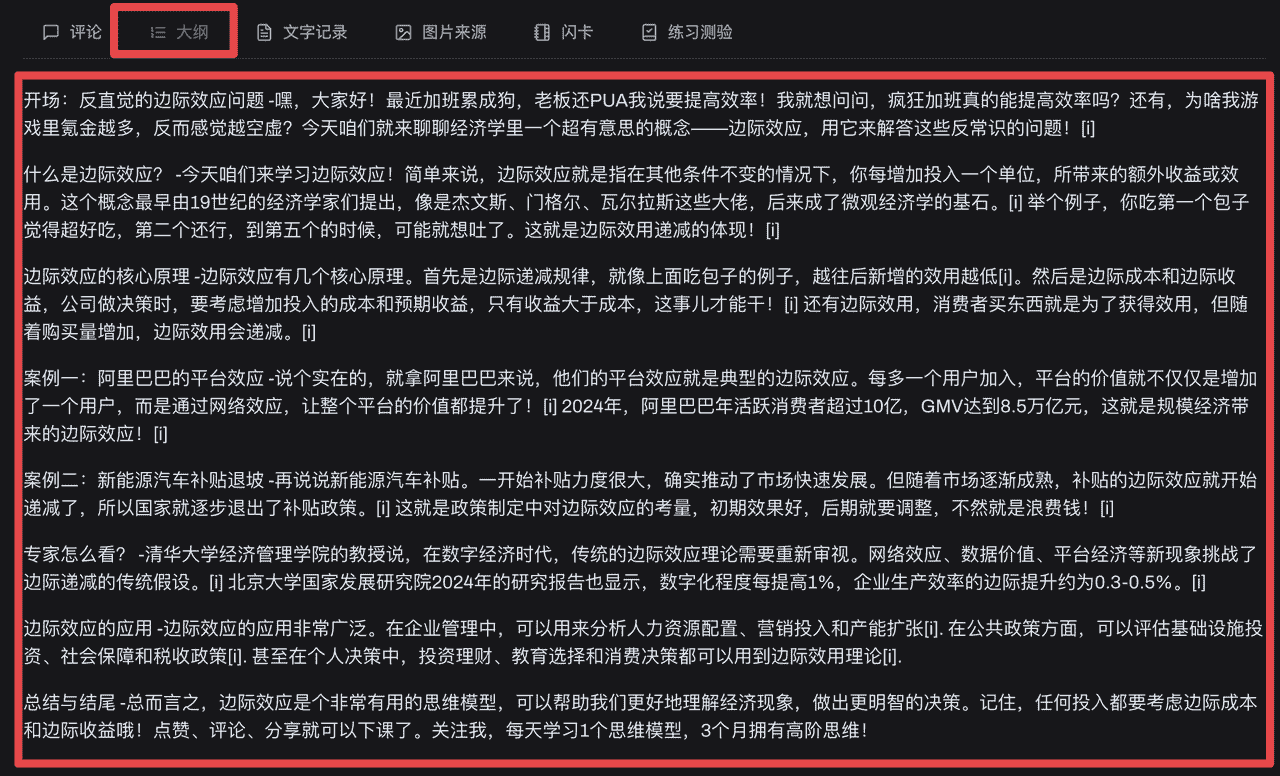 评论 大纲 文字记录 图片来源 闪卡 练习测验
开场：反直觉的边际效应问题 -嘿，大家好！最近加班累成狗，老板还PUA我说要提高效率！我就想问问，疯狂加班真的能提高效率吗？还有，为啥我游
戏里氪金越多，反而感觉越空虚？今天咱们就来聊聊经济学里一个超有意思的概念——边际效应，用它来解答这些反常识的问题！[i]
什么是边际效应？ -今天咱们来学习边际效应！简单来说，边际效应就是指在其他条件不变的情况下，你每增加投入一个单位，所带来的额外收益或效
用。这个概念最早由19世纪的经济学家们提出，像是杰文斯、门格尔、瓦尔拉斯这些大佬，后来成了微观经济学的基石。[i] 举个例子，你吃第一个包子
觉得超好吃，第二个还行，到第五个的时候，可能就想吐了。这就是边际效用递减的体现！[i]
边际效应的核心原理 -边际效应有几个核心原理。首先是边际递减规律，就像上面吃包子的例子，越往后新增的效用越低[i]。然后是边际成本和边际收
益，公司做决策时，要考虑增加投入的成本和预期收益，只有收益大于成本，这事儿才能干！[i] 还有边际效用，消费者买东西就是为了获得效用，但随
着购买量增加，边际效用会递减。[i]
案例一：阿里巴巴的平台效应 -说个实在的，就拿阿里巴巴来说，他们的平台效应就是典型的边际效应。每多一个用户加入，平台的价值就不仅仅是增加
了一个用户，而是通过网络效应，让整个平台的价值都提升了！[i] 2024年，阿里巴巴年活跃消费者超过10亿，GMV达到8.5万亿元，这就是规模经济带
来的边际效应！[i]
案例二：新能源汽车补贴退坡 -再说说新能源汽车补贴。一开始补贴力度很大，确实推动了市场快速发展。但随着市场逐渐成熟，补贴的边际效应就开始
递减了，所以国家就逐步退出了补贴政策。[i] 这就是政策制定中对边际效应的考量，初期效果好，后期就要调整，不然就是浪费钱！[i]
专家怎么看？ -清华大学经济管理学院的教授说，在数字经济时代，传统的边际效应理论需要重新审视。网络效应、数据价值、平台经济等新现象挑战了
边际递减的传统假设。[i] 北京大学国家发展研究院2024年的研究报告也显示，数字化程度每提高1%，企业生产效率的边际提升约为0.3-0.5%。[i]
边际效应的应用 -边际效应的应用非常广泛。在企业管理中，可以用来分析人力资源配置、营销投入和产能扩张[i]. 在公共政策方面，可以评估基础设施投
资、社会保障和税收政策[i]. 甚至在个人决策中，投资理财、教育选择和消费决策都可以用到边际效用理论[i].
总结与结尾 -总而言之，边际效应是个非常有用的思维模型，可以帮助我们更好地理解经济现象，做出更明智的决策。记住，任何投入都要考虑边际成本
和边际收益哦！点赞、评论、分享就可以下课了。关注我，每天学习1个思维模型，3个月拥有高阶思维！